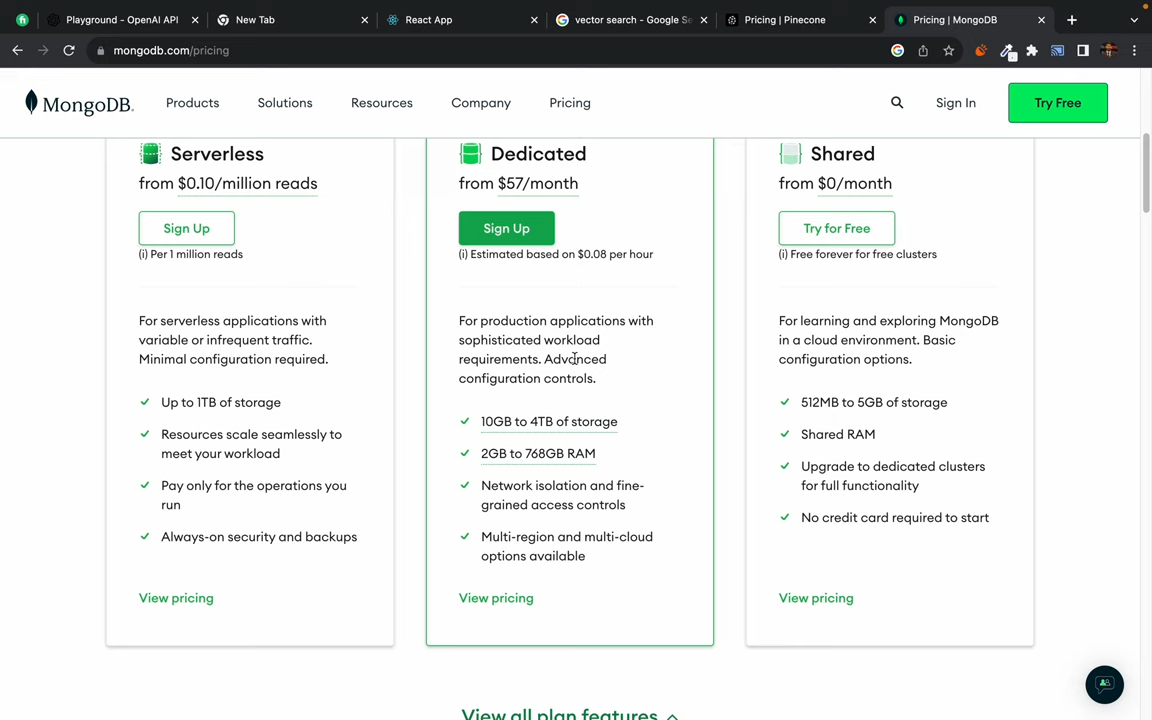 Playground - OpenAI API
New Tab
React App
vector search - Google Se
Pricing | Pinecone
Pricing | MongoDB
mongodb.com/pricing
MongoDB.
Products
Solutions
Resources
Company
Pricing
Sign In
Try Free
Serverless
from $0.10/million reads
Sign Up
(i) Per 1 million reads
For serverless applications with
variable or infrequent traffic.
Minimal configuration required.
Up to 1TB of storage
Resources scale seamlessly to
meet your workload
Pay only for the operations you
run
Always-on security and backups
View pricing
Dedicated
from $57/month
Sign Up
(i) Estimated based on $0.08 per hour
For production applications with
sophisticated workload
requirements. Advanced
configuration controls.
10GB to 4TB of storage
2GB to 768GB RAM
Network isolation and fine-
grained access controls
Multi-region and multi-cloud
options available
View pricing
Shared
from $0/month
Try for Free
(i) Free forever for free clusters
For learning and exploring MongoDB
in a cloud environment. Basic
configuration options.
512MB to 5GB of storage
Shared RAM
Upgrade to dedicated clusters
for full functionality
No credit card required to start
View pricing
View all plan features